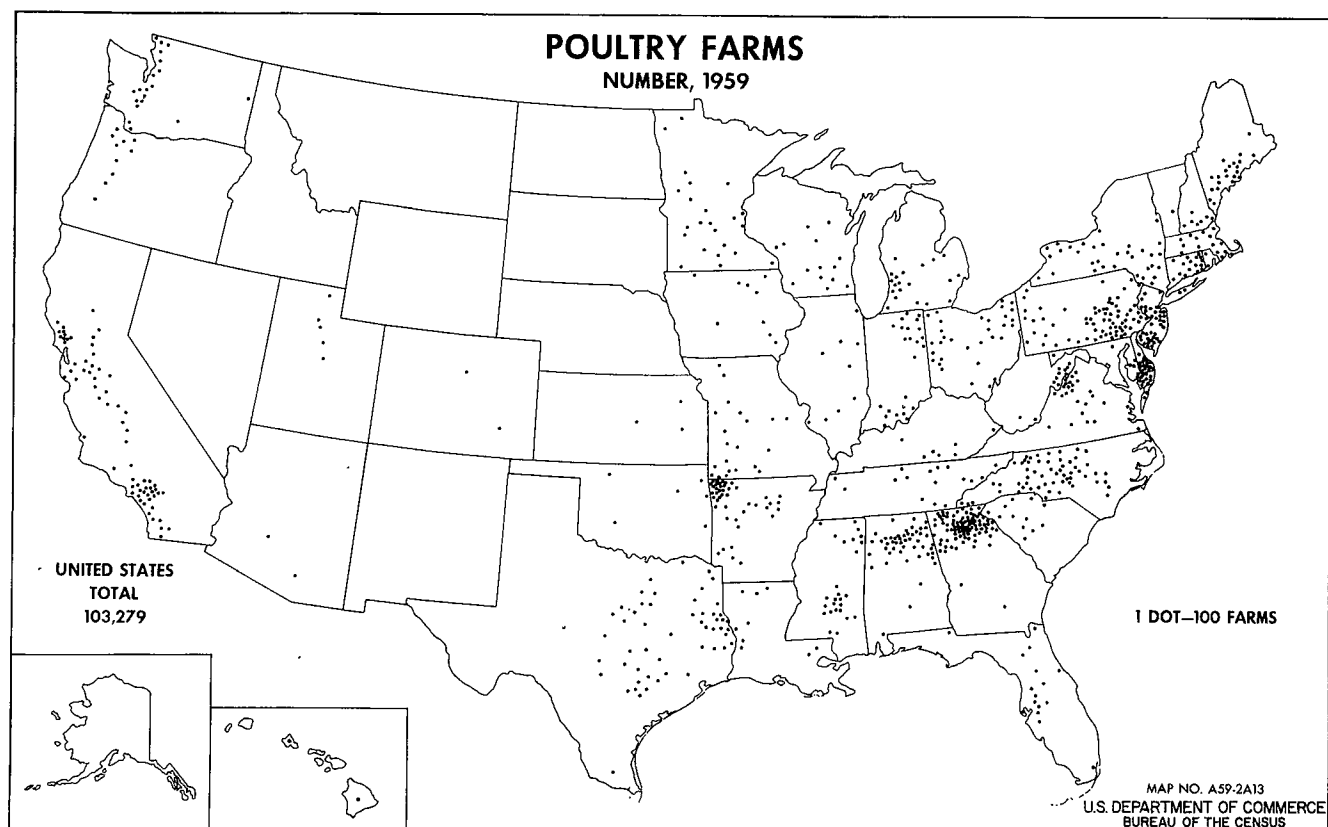 POULTRY FARMS
NUMBER, 1959
UNITED STATES
TOTAL
103,279
1 DOT—100 FARMS
MAP NO. A59-2A13
U.S. DEPARTMENT OF COMMERCE
BUREAU OF THE CENSUS